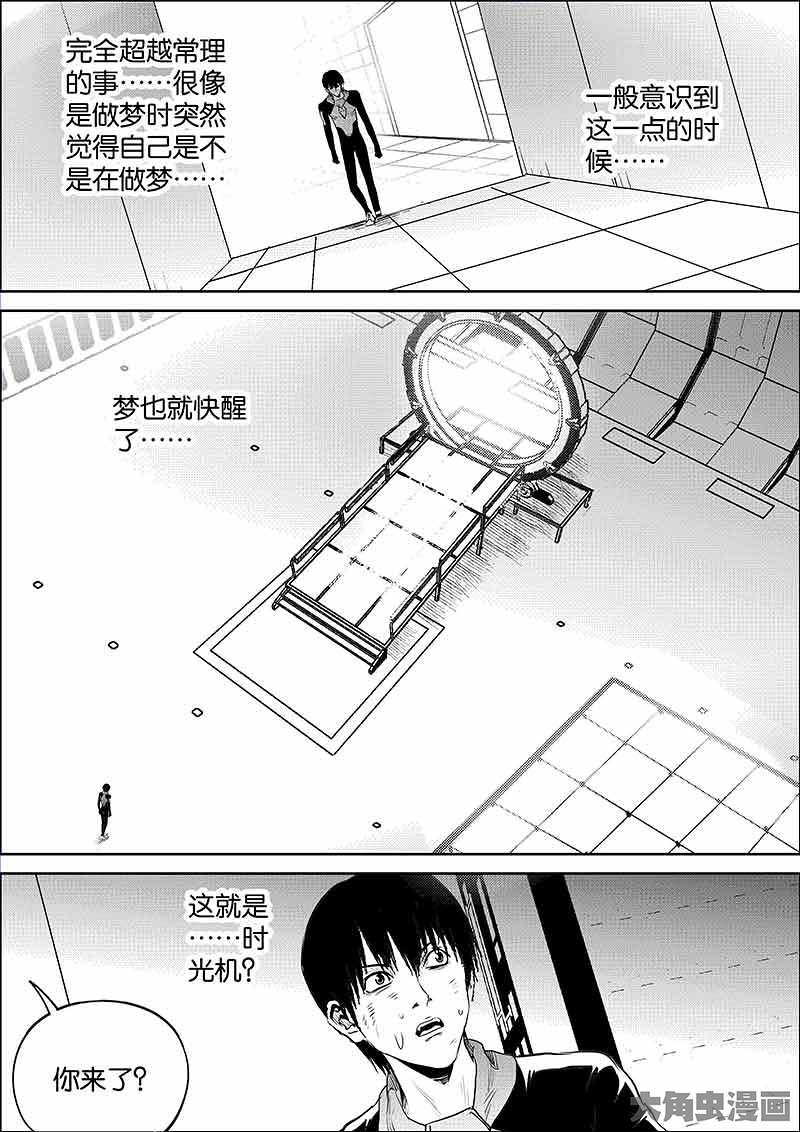 完全超越常理
的事……很像
是做梦时突然
觉得自己是不
是在做梦……
一般意识到
这一点的时
候……
梦也就快醒
了……
这就是
……时
光机？
你来了？
大角虫漫画